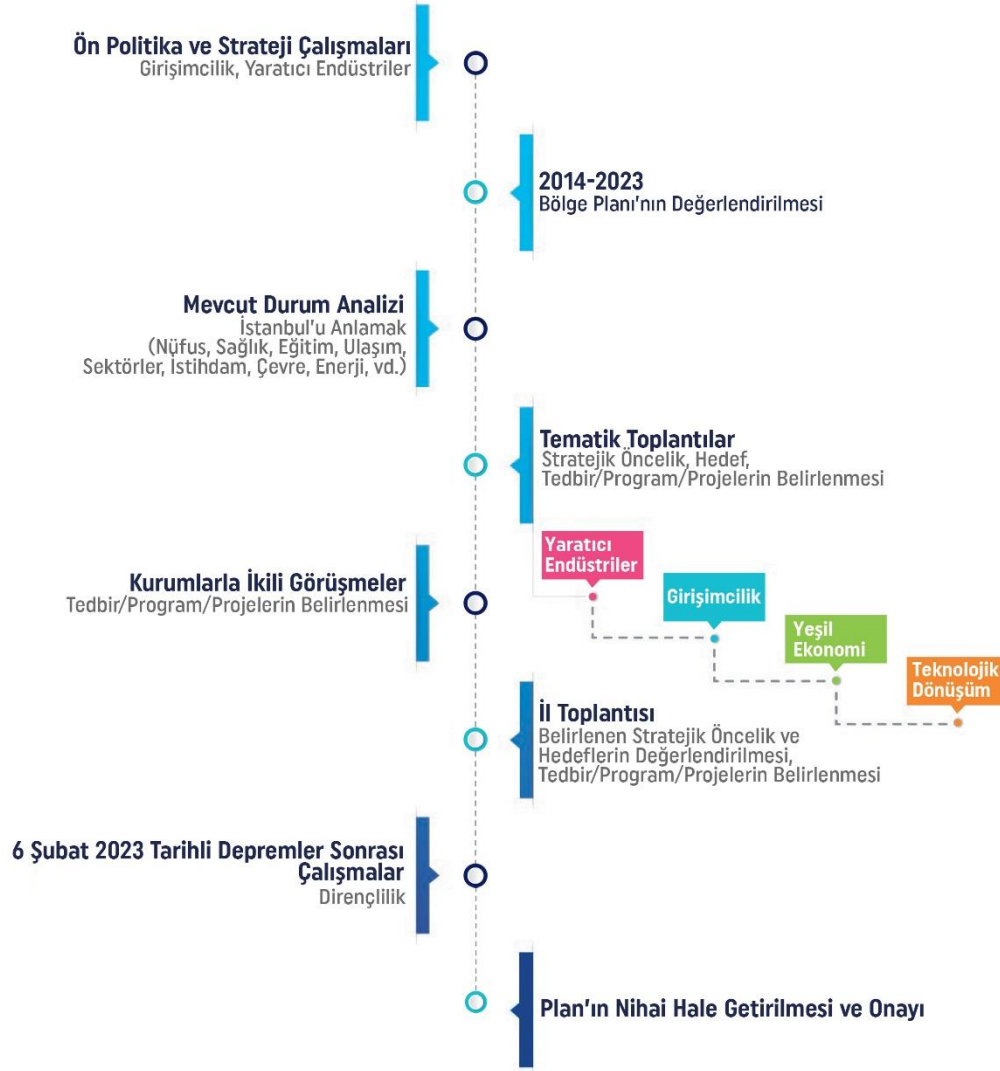 Ön Politika ve Strateji Çalışmaları
Girişimcilik, Yaratıcı Endüstriler
2014-2023
Bölge Planı'nın Değerlendirilmesi
Mevcut Durum Analizi
İstanbul'u Anlamak
(Nüfus, Sağlık, Eğitim, Ulaşım,
Sektörler, İstihdam, Çevre, Enerji, vd.)
Tematik Toplantılar
Stratejik Öncelik, Hedef,
Tedbir/Program/Projelerin Belirlenmesi
Yaratıcı
Endüstriler
Girişimcilik
Yeşil
Ekonomi
Teknolojik
Dönüşüm
Kurumlarla İkili Görüşmeler
Tedbir/Program/Projelerin Belirlenmesi
İl Toplantısı
Belirlenen Stratejik Öncelik ve
Hedeflerin Değerlendirilmesi,
Tedbir/Program/Projelerin Belirlenmesi
6 Şubat 2023 Tarihli Depremler Sonrası
Çalışmalar
Dirençlilik
Plan'ın Nihai Hale Getirilmesi ve Onayı